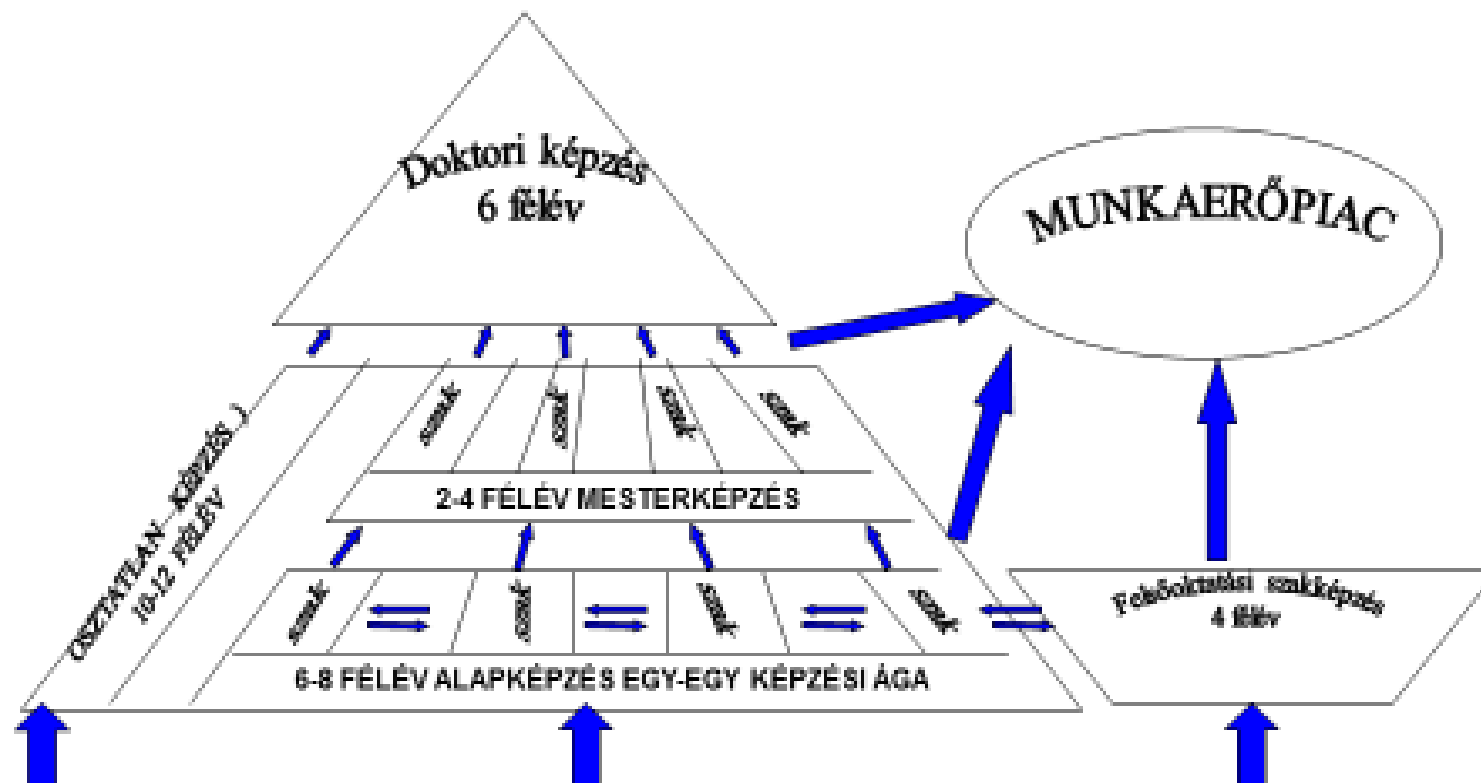 Doktori képzés
6 félév
MUNKAERŐPIAC
szak
szak
szak
szak
2-4 FÉLÉV MESTERKÉPZÉS
OSZTATLAN KÉPZÉS
10-12 FÉLÉV
szak
szak
szak
szak
6-8 FÉLÉV ALAPKÉPZÉS EGY-EGY KÉPZÉSI ÁGA
Felsőoktatási szakképzés
4 félév